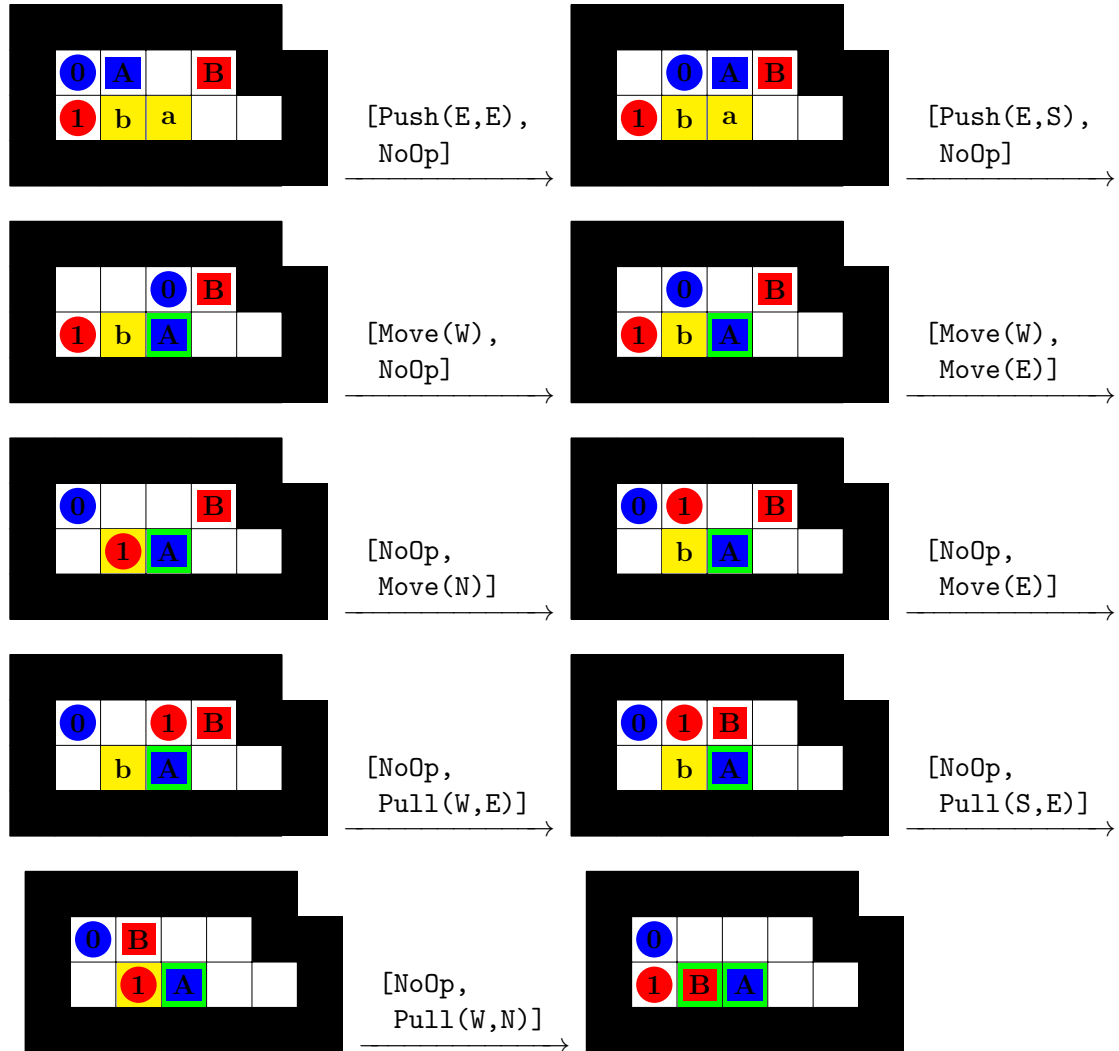 0 A B 0 A B
1 b a 1 b a
[Push(E,E), [Push(E,S),
NoOp] NoOp]
0 B 0 B
1 b A 1 b A
[Move(W), [Move(W),
NoOp] Move(E)]
0 B 0 1 B
1 A b A
[NoOp, [NoOp,
Move(N)] Move(E)]
0 1 B 0 1 B
b A b A
[NoOp, [NoOp,
Pull(W,E)] Pull(S,E)]
0 B 0
1 A 1 B A
[NoOp,
Pull(W,N)]